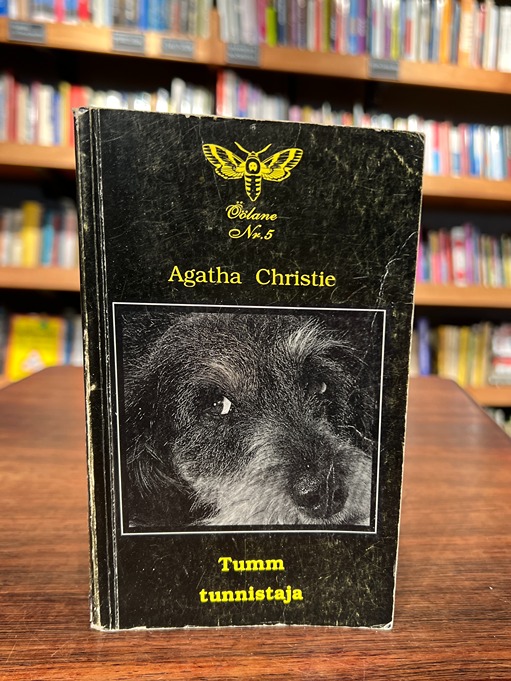 Öölane
Nr.5
Agatha Christie
Tumm
tunnistaja